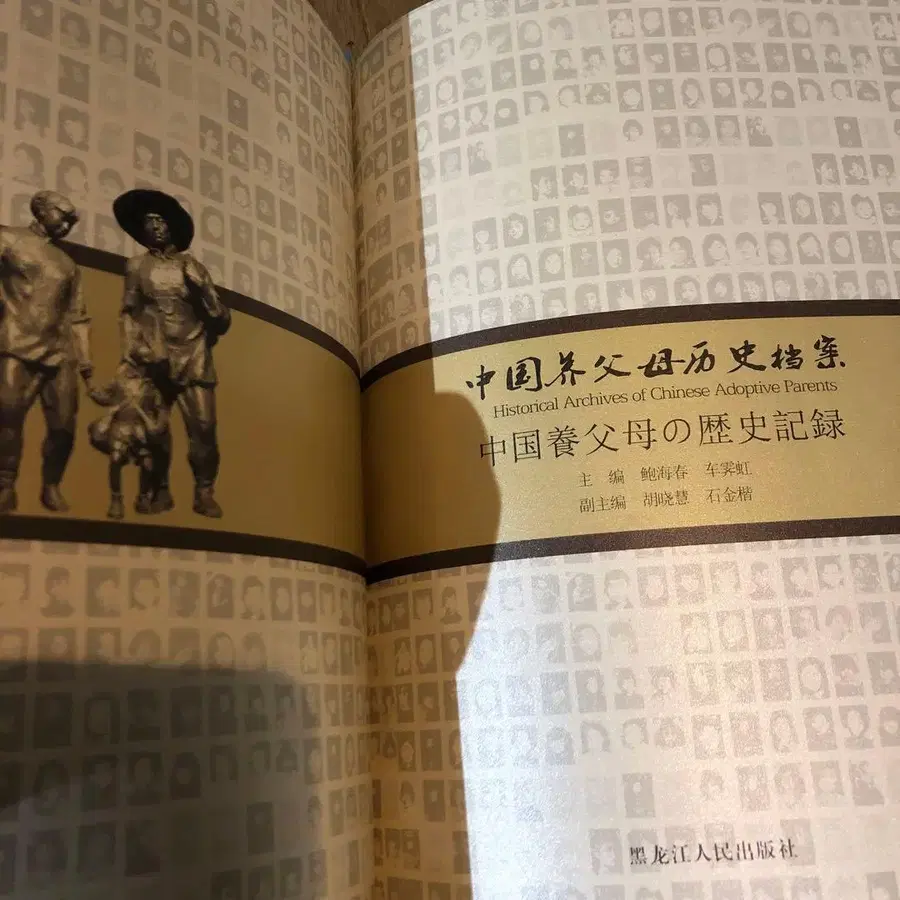 中国养父母历史档案
Historical Archives of Chinese Adoptive Parents
中国養父母の歴史記録
主 编 鲍海春 车霁虹
副主编 胡晓慧 石金楷
黑龙江人民出版社